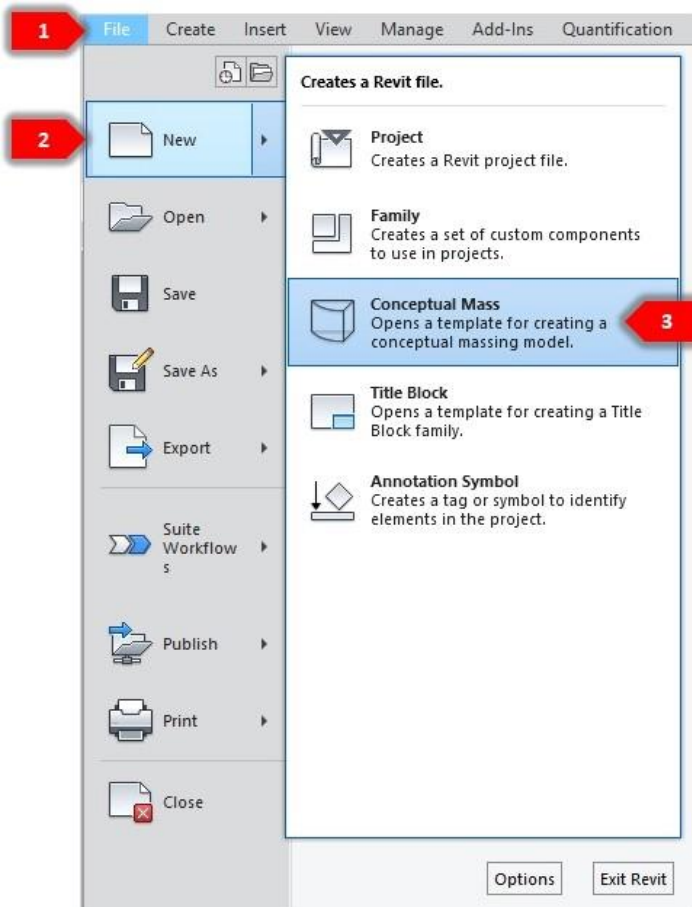 1
File Create Insert View Manage Add-Ins Quantification
Creates a Revit file.
2
New
Project
Creates a Revit project file.
Open
Family
Creates a set of custom components
to use in projects.
Save
Conceptual Mass
Opens a template for creating a
conceptual massing model.
3
Save As
Title Block
Opens a template for creating a Title
Block family.
Export
Annotation Symbol
Creates a tag or symbol to identify
elements in the project.
Suite
Workflow
s
Publish
Print
Close
Options Exit Revit